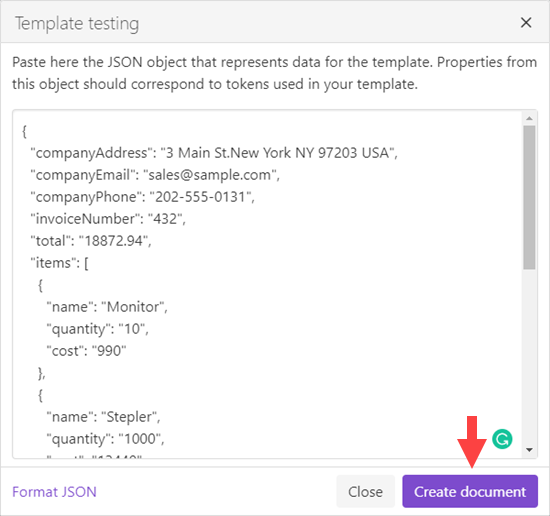 Template testing
Paste here the JSON object that represents data for the template. Properties from
this object should correspond to tokens used in your template.
{
"companyAddress": "3 Main St.New York NY 97203 USA",
"companyEmail": "sales@sample.com",
"companyPhone": "202-555-0131",
"invoiceNumber": "432",
"total": "18872.94",
"items": [
{
"name": "Monitor",
"quantity": "10",
"cost": "990"
},
{
"name": "Stepler",
"quantity": "1000",
Format JSON
Close
Create document